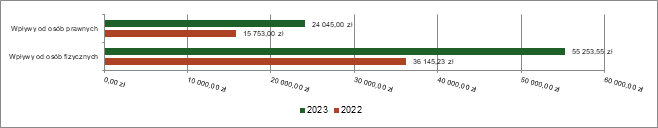 Wpływy od osób prawnych
24 045,00 zł
15 753,00 zł
Wpływy od osób fizycznych
55 253,55 zł
36 145,23 zł
0,00 zł
10 000,00 zł
20 000,00 zł
30 000,00 zł
40 000,00 zł
50 000,00 zł
60 000,00 zł
2023
2022